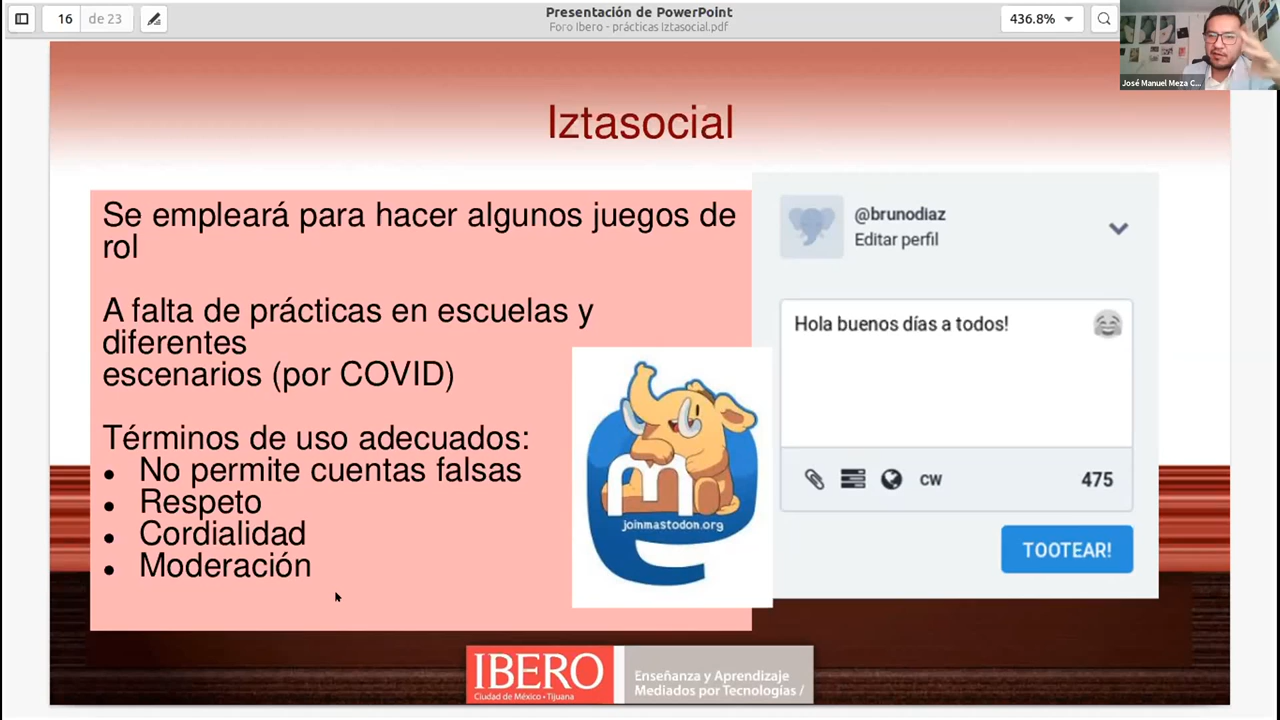 16 de 23
Presentación de PowerPoint
Foro Ibero - prácticas Iztasocial.pdf
436.8%
José Manuel Meza C...
Iztasocial
Se empleará para hacer algunos juegos de
rol
A falta de prácticas en escuelas y
diferentes
escenarios (por COVID)
Términos de uso adecuados:
● No permite cuentas falsas
● Respeto
● Cordialidad
● Moderación
m
joinmastodon.org
@brunodiaz
Editar perfil
Hola buenos días a todos!
CW
475
TOOTEAR!
IBERO
Ciudad de México • Tijuana
Enseñanza y Aprendizaje
Mediados por Tecnologías /